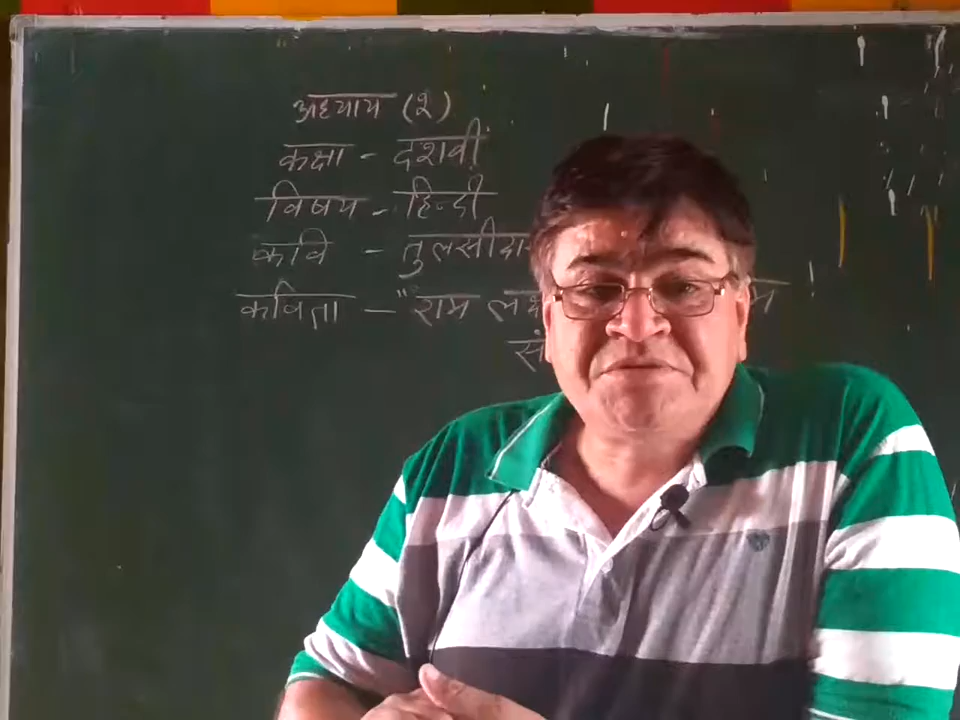 अध्याय (२)
कक्षा - दशवीं
विषय - हिन्दी
कवि - तुलसीदा
कविता - "राम